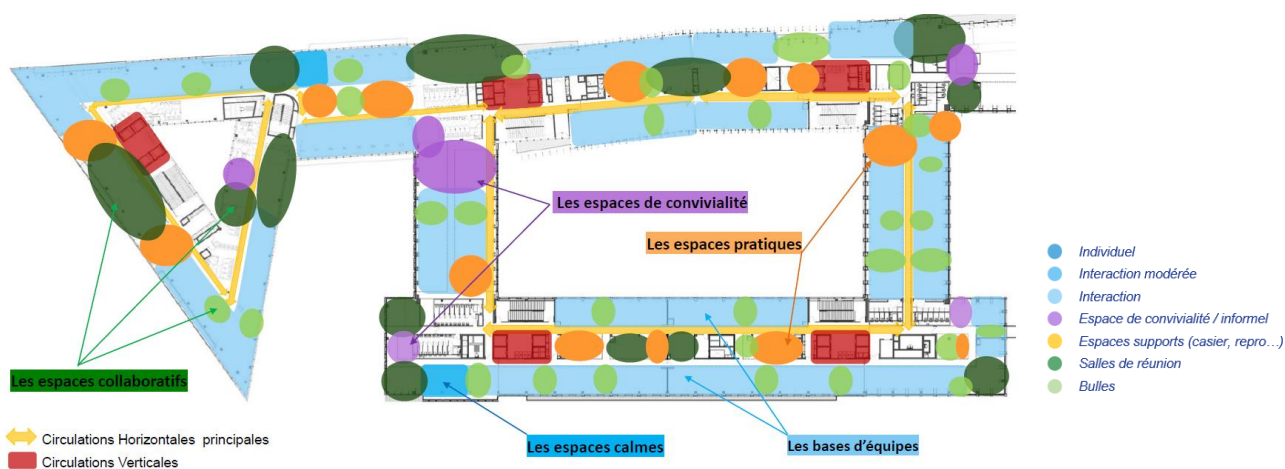 Les espaces de convivialité
Les espaces pratiques
Individuel
Interaction modérée
Interaction
Espace de convivialité / informel
Espaces supports (casier, repro…)
Salles de réunion
Bulles
Les espaces collaboratifs
Circulations Horizontales principales
Les espaces calmes
Les bases d'équipes
Circulations Verticales